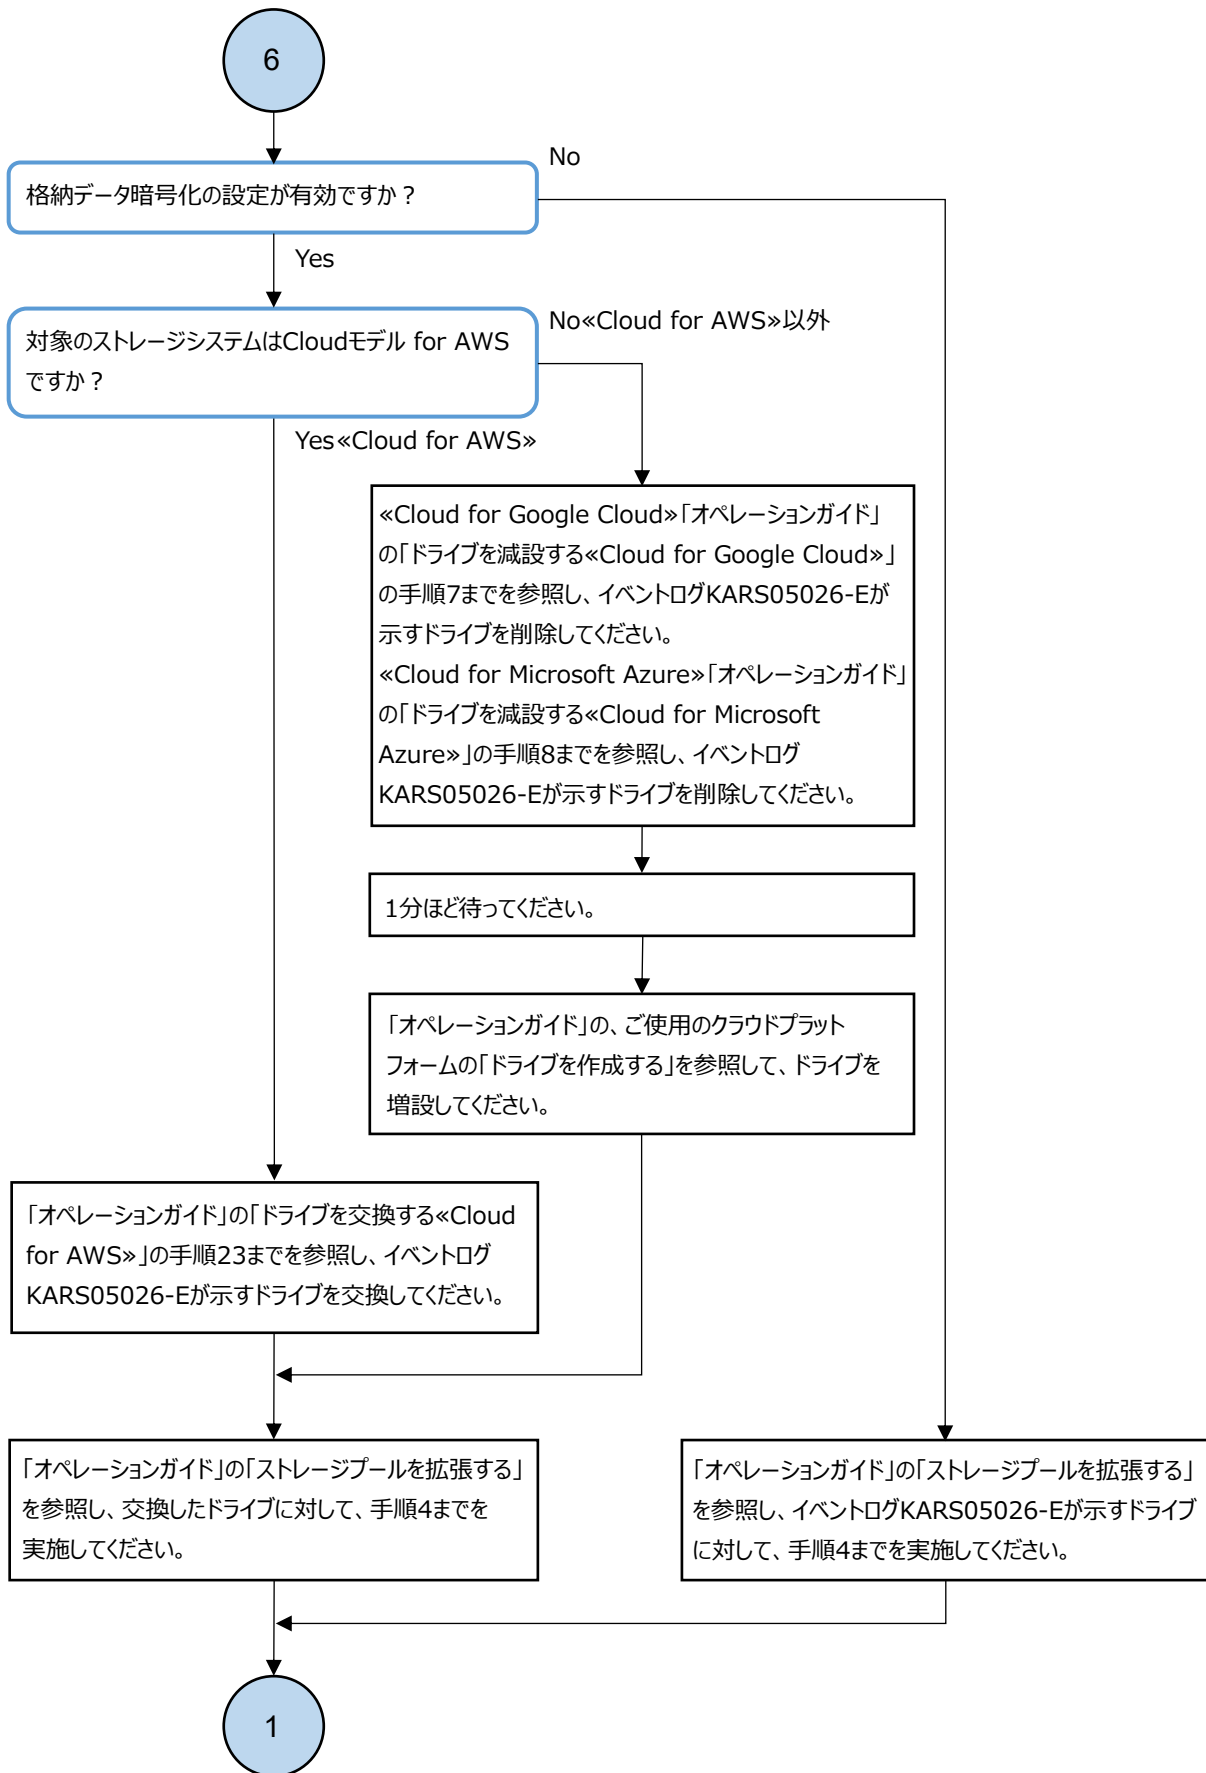 6
No
格納データ暗号化の設定が有効ですか？
Yes
No«Cloud for AWS»以外
対象のストレージシステムはCloudモデル for AWS
ですか？
Yes«Cloud for AWS»
«Cloud for Google Cloud»「オペレーションガイド」
の「ドライブを減設する«Cloud for Google Cloud»」
の手順7までを参照し、イベントログKARS05026-Eが
示すドライブを削除してください。
«Cloud for Microsoft Azure»「オペレーションガイド」
の「ドライブを減設する«Cloud for Microsoft
Azure»」の手順8までを参照し、イベントログ
KARS05026-Eが示すドライブを削除してください。
1分ほど待ってください。
「オペレーションガイド」の、ご使用のクラウドプラット
フォームの「ドライブを作成する」を参照して、ドライブを
増設してください。
「オペレーションガイド」の「ドライブを交換する«Cloud
for AWS»」の手順23までを参照し、イベントログ
KARS05026-Eが示すドライブを交換してください。
「オペレーションガイド」の「ストレージプールを拡張する」
を参照し、交換したドライブに対して、手順4までを
実施してください。
「オペレーションガイド」の「ストレージプールを拡張する」
を参照し、イベントログKARS05026-Eが示すドライブ
に対して、手順4までを実施してください。
1